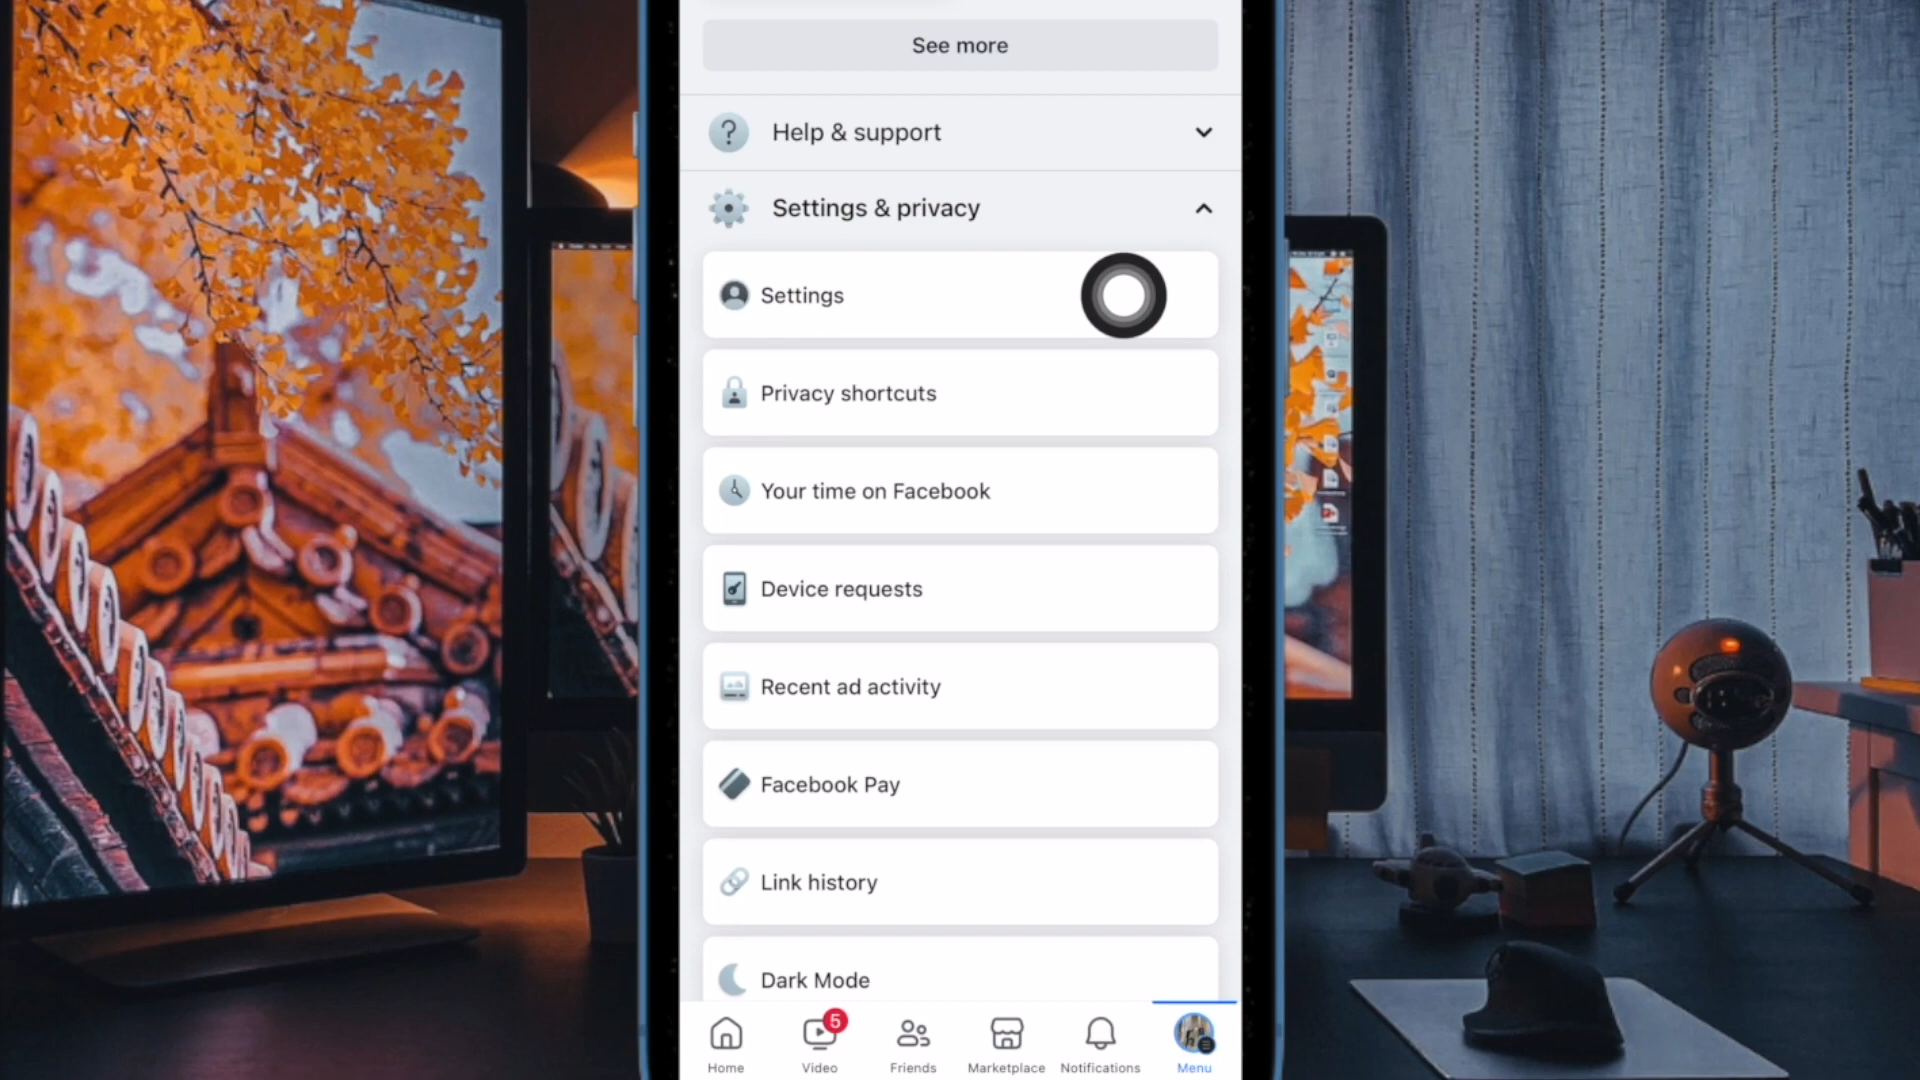 See more
Help & support
Settings & privacy
Settings
Privacy shortcuts
Your time on Facebook
Device requests
Recent ad activity
Facebook Pay
Link history
Dark Mode
5
Home
Video
Friends
Marketplace
Notifications
Menu